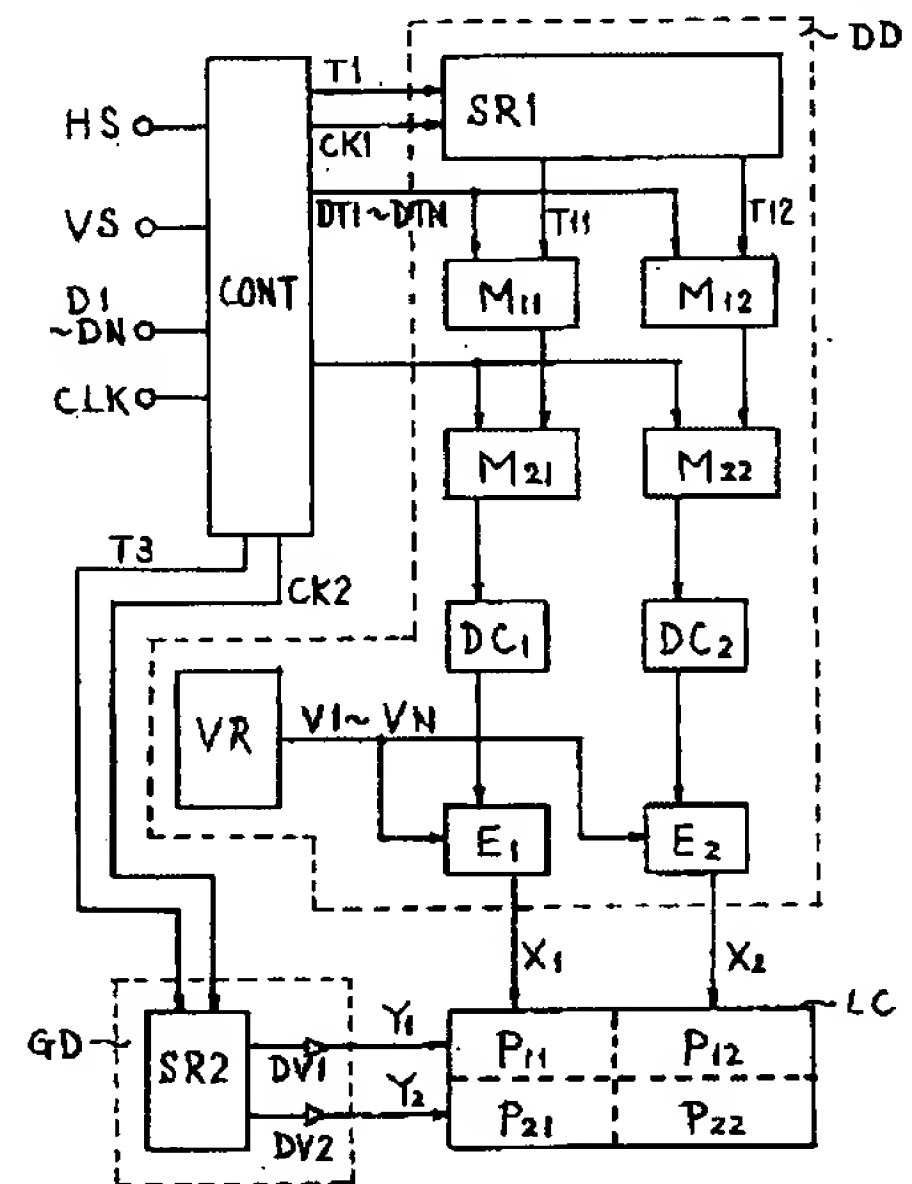 DD
T1
SR1
HS
CK1
VS
DT1~DTN
T11
T12
CONT
D1
~DN
M11
M12
CLK
M21
M22
T3
CK2
DC1
DC2
VR
V1~VN
E1
E2
X1
X2
LC
GD
SR2
DV1
DV2
Y1
Y2
P11
P12
P21
P22